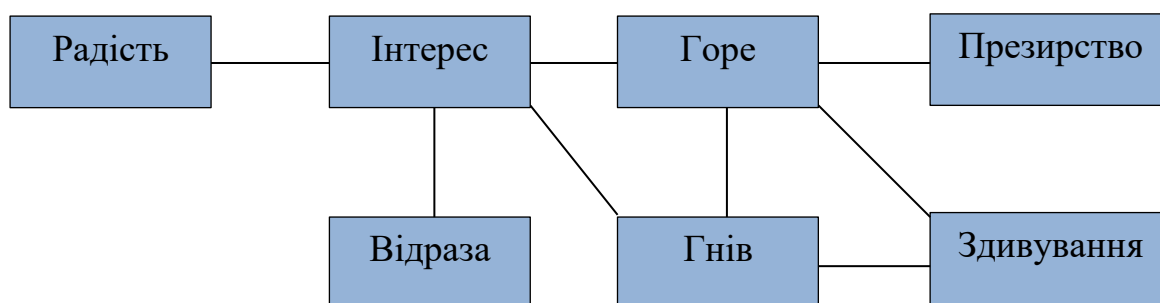 Радість
Інтерес
Горе
Презирство
Відраза
Гнів
Здивування